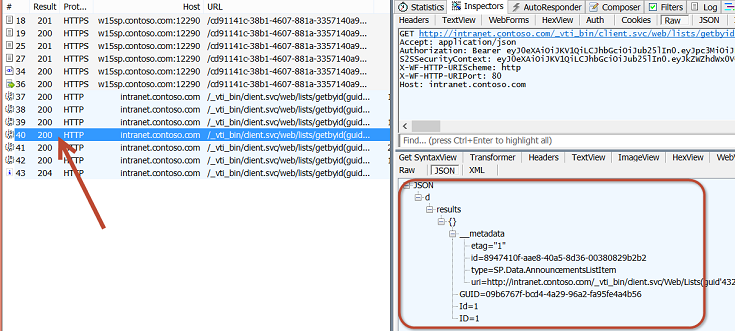 # Result Prot... Host URL
18 201 HTTPS w15sp.contoso.com:12290 /cd91141c-38b1-4607-881a-3357140a9...
19 201 HTTPS w15sp.contoso.com:12290 /cd91141c-38b1-4607-881a-3357140a9...
25 201 HTTPS w15sp.contoso.com:12290 /cd91141c-38b1-4607-881a-3357140a9...
27 201 HTTPS w15sp.contoso.com:12290 /cd91141c-38b1-4607-881a-3357140a9...
34 200 HTTPS w15sp.contoso.com:12290 /cd91141c-38b1-4607-881a-3357140a9...
36 200 HTTPS w15sp.contoso.com:12290 /cd91141c-38b1-4607-881a-3357140a9...
37 200 HTTP intranet.contoso.com /_vti_bin/client.svc/web/lists/getbyid(guid...
38 200 HTTP intranet.contoso.com /_vti_bin/client.svc/web/lists/getbyid(guid...
39 200 HTTP intranet.contoso.com /_vti_bin/client.svc/web/lists/getbyid(guid...
40 200 HTTP intranet.contoso.com /_vti_bin/client.svc/web/lists/getbyid(guid...
41 200 HTTP intranet.contoso.com /_vti_bin/client.svc/web/lists/getbyid(guid...
42 200 HTTP intranet.contoso.com /_vti_bin/client.svc/web/lists/getbyid(guid...
43 204 HTTP intranet.contoso.com /_vti_bin/client.svc/web/lists/getbyid(guid...
Statistics Inspectors AutoResponder Composer Filters Log
Headers TextView WebForms HexView Auth Cookies Raw JSON
GET http://intranet.contoso.com/_vti_bin/client.svc/web/lists/getbyid
Accept: application/json
Authorization: Bearer
X-WF-HTTP-URIScheme: http
X-WF-HTTP-URIPORT: 80
Host: intranet.contoso.com
Find... (press Ctrl+Enter to highlight all)
Get SyntaxView Transformer Headers TextView ImageView HexView
Raw JSON XML
JSON
d
results
{}
__metadata
etag="1"
id=8947410f-aae8-40a5-8d36-00380829b2b2
type=SP.Data.AnnouncementsListItem
uri=http://intranet.contoso.com/_vti_bin/client.svc/Web/Lists(guid'432
GUID=09b6767f-bcd4-4a29-96a2-fa95fe4a4b56
Id=1
ID=1